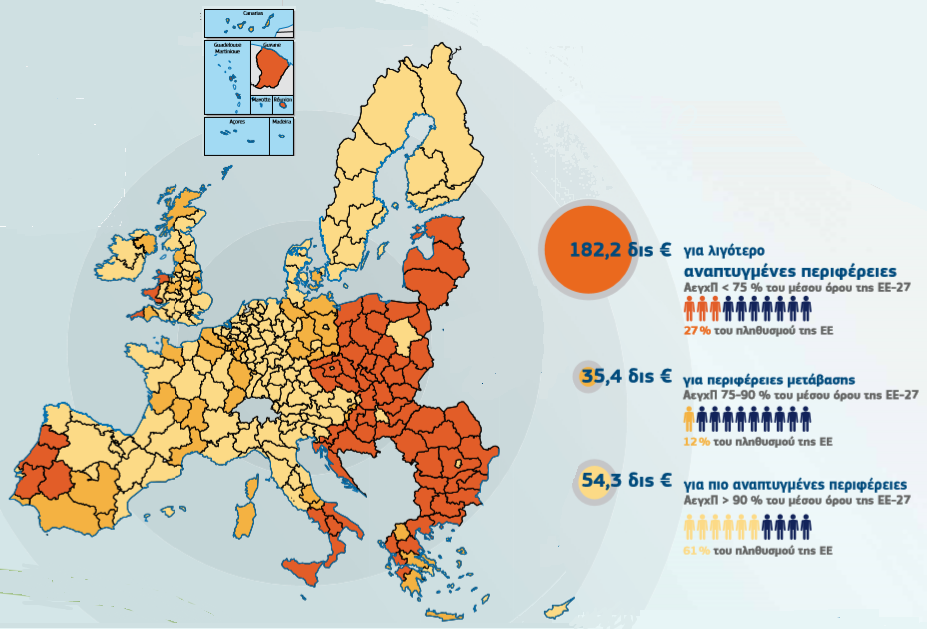 Canarias
Guadeloupe
Martinique
Guyane
Mayotte
Réunion
Açores
Madeira
182,2 δις € για λιγότερο
αναπτυγμένες περιφέρειες
ΑεγχΠ < 75 % του μέσου όρου της ΕΕ-27
27 % του πληθυσμού της ΕΕ
35,4 δις € για περιφέρειες μετάβασης
ΑεγχΠ 75-90 % του μέσου όρου της ΕΕ-27
12 % του πληθυσμού της ΕΕ
54,3 δις € για πιο αναπτυγμένες περιφέρειες
ΑεγχΠ > 90 % του μέσου όρου της ΕΕ-27
61 % του πληθυσμού της ΕΕ